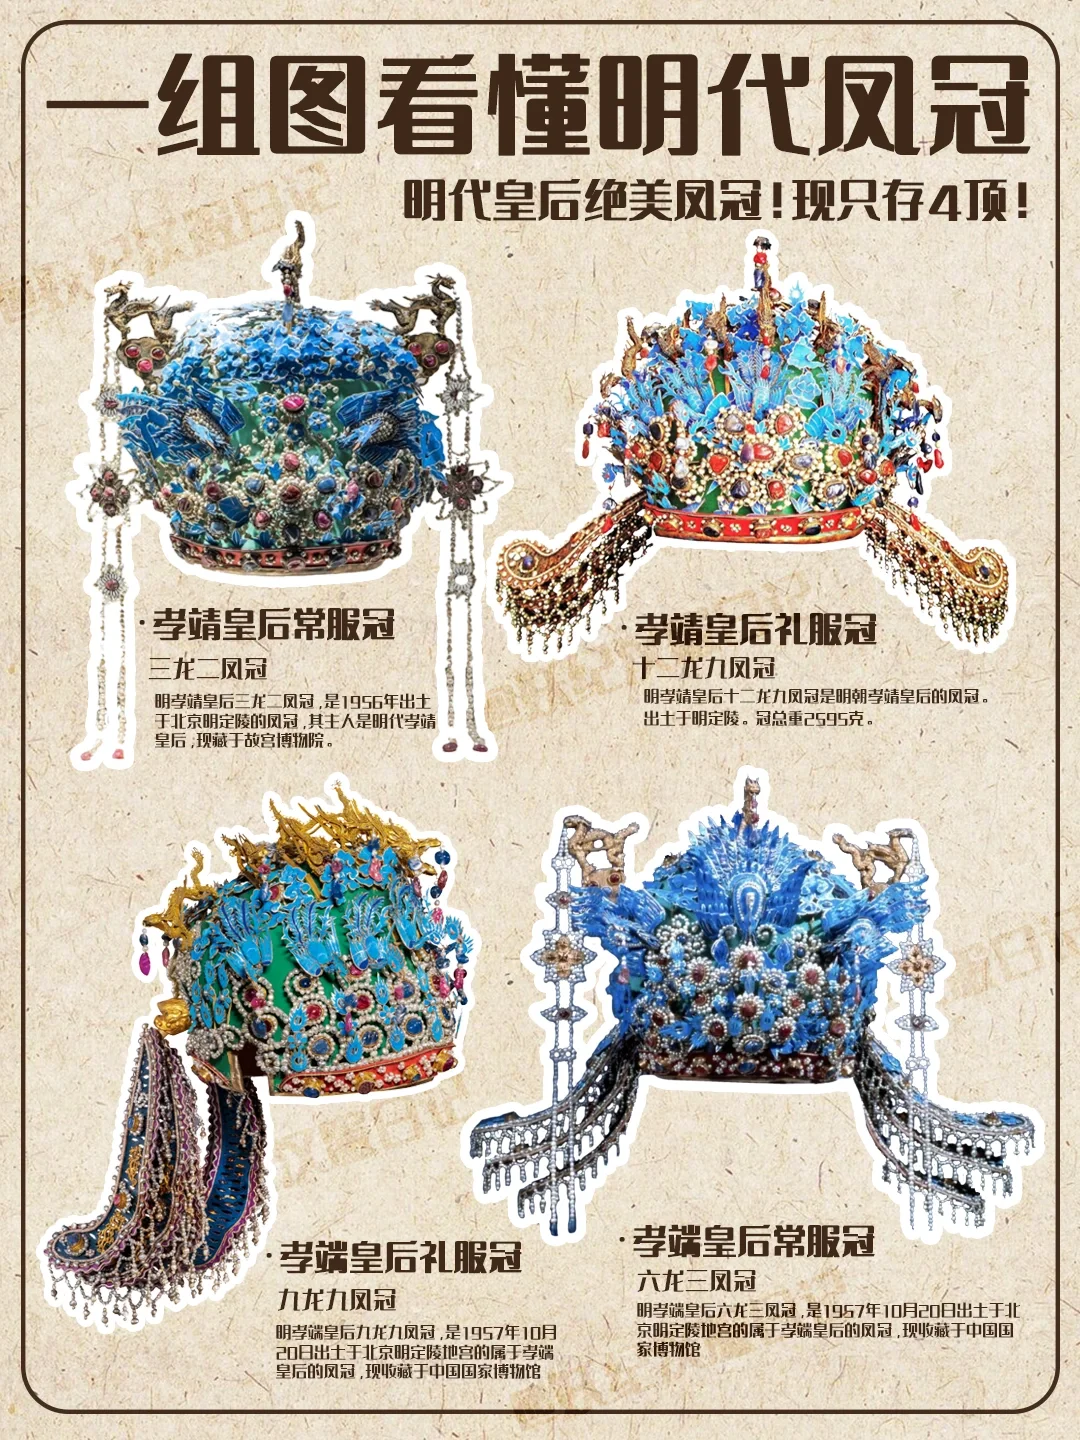 一组图看懂明代凤冠
明代皇后绝美凤冠！现只存4顶！
·孝靖皇后常服冠
三龙二凤冠
明孝靖皇后三龙二凤冠，是1956年出土
于北京明定陵的凤冠，其主人是明代孝靖
皇后，现藏于故宫博物院。
·孝靖皇后礼服冠
十二龙九凤冠
明孝靖皇后十二龙九凤冠是明朝孝靖皇后的凤冠。
出土于明定陵。冠总重2595克。
·孝端皇后礼服冠
九龙九凤冠
明孝端皇后九龙九凤冠，是1957年10月
20日出土于北京明定陵地宫的属于孝端
皇后的凤冠，现收藏于中国国家博物馆
·孝端皇后常服冠
六龙三凤冠
明孝端皇后六龙三凤冠，是1957年10月20日出土于北
京明定陵地宫的属于孝端皇后的凤冠，现收藏于中国国
家博物馆